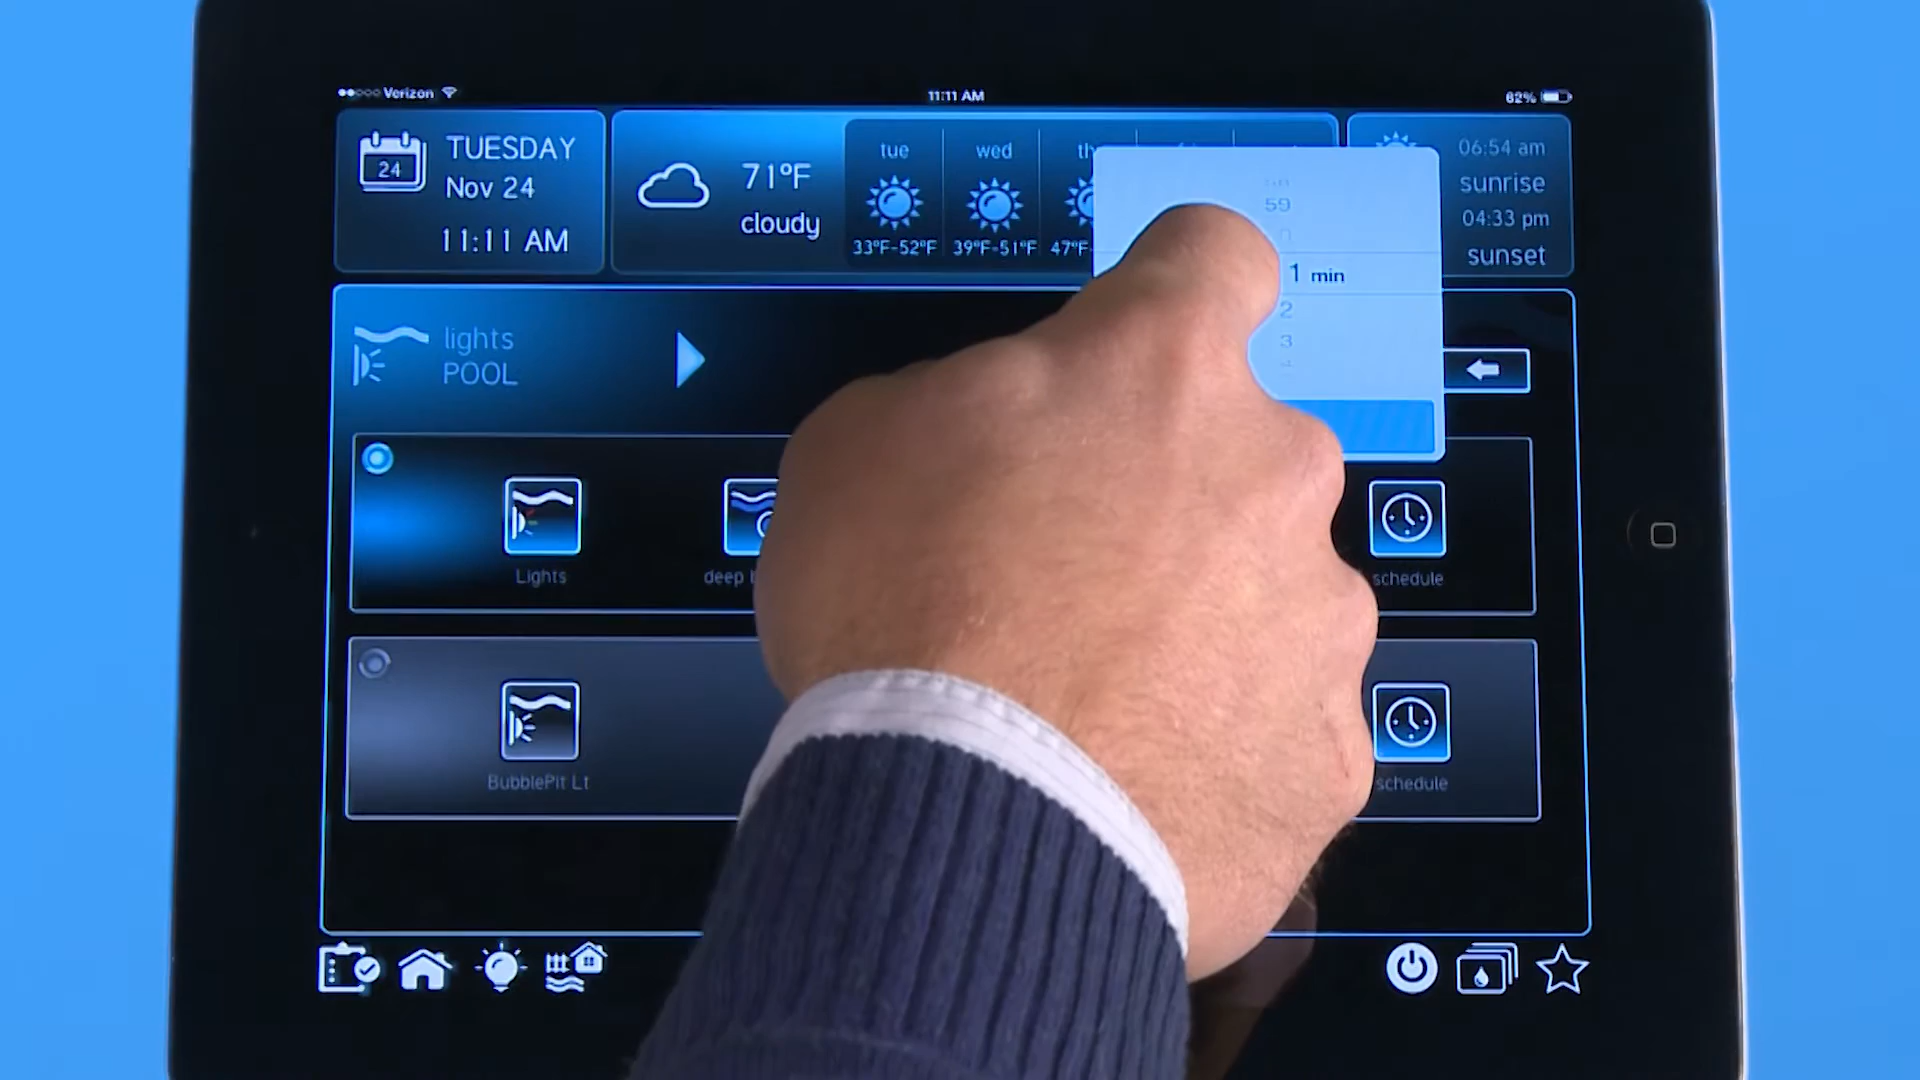 Verizon
11:11 AM
62%
24
TUESDAY
Nov 24
11:11 AM
71°F
cloudy
tue
wed
33°F-52°F
39°F-51°F
47°F-
06:54 am
sunrise
04:33 pm
sunset
59
1 min
2
3
lights
POOL
Lights
deep
schedule
BubblePit Lt
schedule